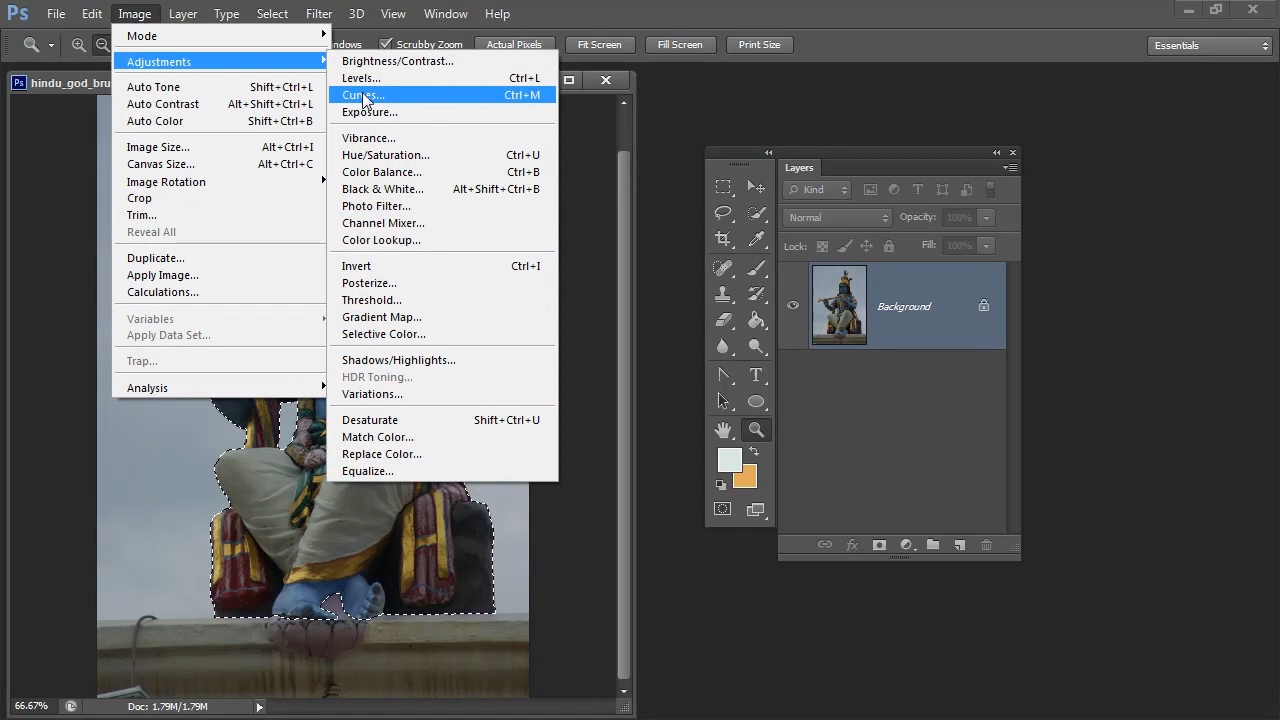 Ps File Edit Image Layer Type Select Filter 3D View Window Help
Scrubby Zoom Actual Pixels Fit Screen Fill Screen Print Size Essentials
Ps hindu_god_bru
Mode
Adjustments
Auto Tone Shift+Ctrl+L
Auto Contrast Alt+Shift+Ctrl+L
Auto Color Shift+Ctrl+B
Image Size... Alt+Ctrl+I
Canvas Size... Alt+Ctrl+C
Image Rotation
Crop
Trim...
Reveal All
Duplicate...
Apply Image...
Calculations...
Variables
Apply Data Set...
Trap...
Analysis
Brightness/Contrast...
Levels... Ctrl+L
Curves... Ctrl+M
Exposure...
Vibrance...
Hue/Saturation... Ctrl+U
Color Balance... Ctrl+B
Black & White... Alt+Shift+Ctrl+B
Photo Filter...
Channel Mixer...
Color Lookup...
Invert Ctrl+I
Posterize...
Threshold...
Gradient Map...
Selective Color...
Shadows/Highlights...
HDR Toning...
Variations...
Desaturate Shift+Ctrl+U
Match Color...
Replace Color...
Equalize...
Layers
Kind
Normal Opacity: 100%
Lock: Fill: 100%
Background
66.67% Doc: 1.79M/1.79M